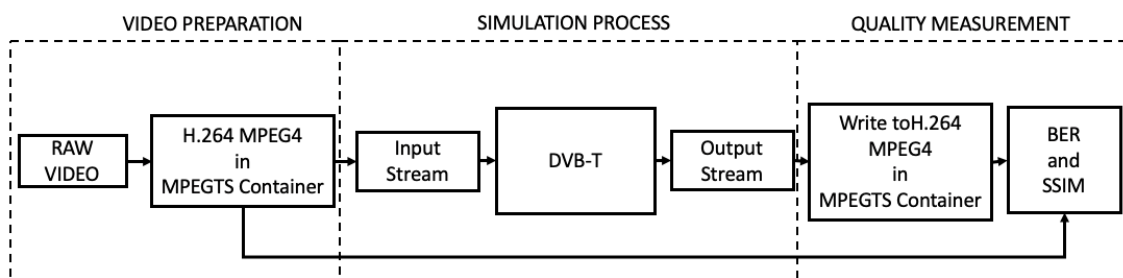 VIDEO PREPARATION
SIMULATION PROCESS
QUALITY MEASUREMENT
RAW
VIDEO
H.264 MPEG4
in
MPEGTS Container
Input
Stream
DVB-T
Output
Stream
Write toH.264
MPEG4
in
MPEGTS Container
BER
and
SSIM